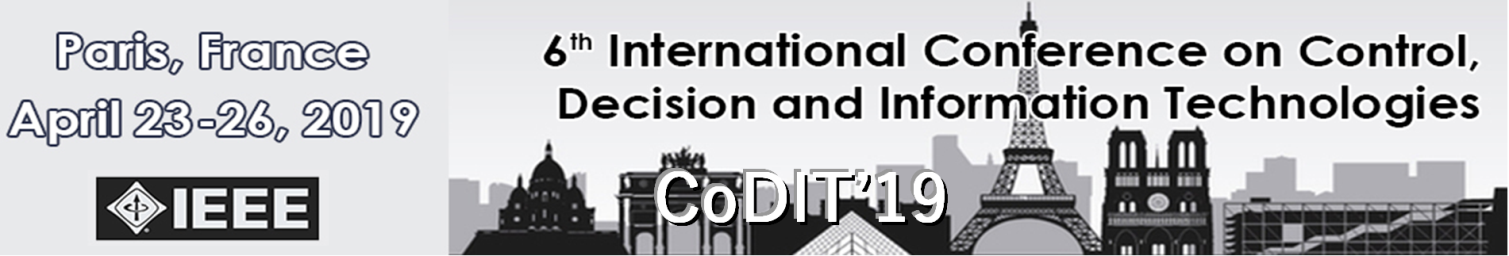 Paris, France
April 23-26, 2019
IEEE
6th International Conference on Control,
Decision and Information Technologies
CoDIT'19